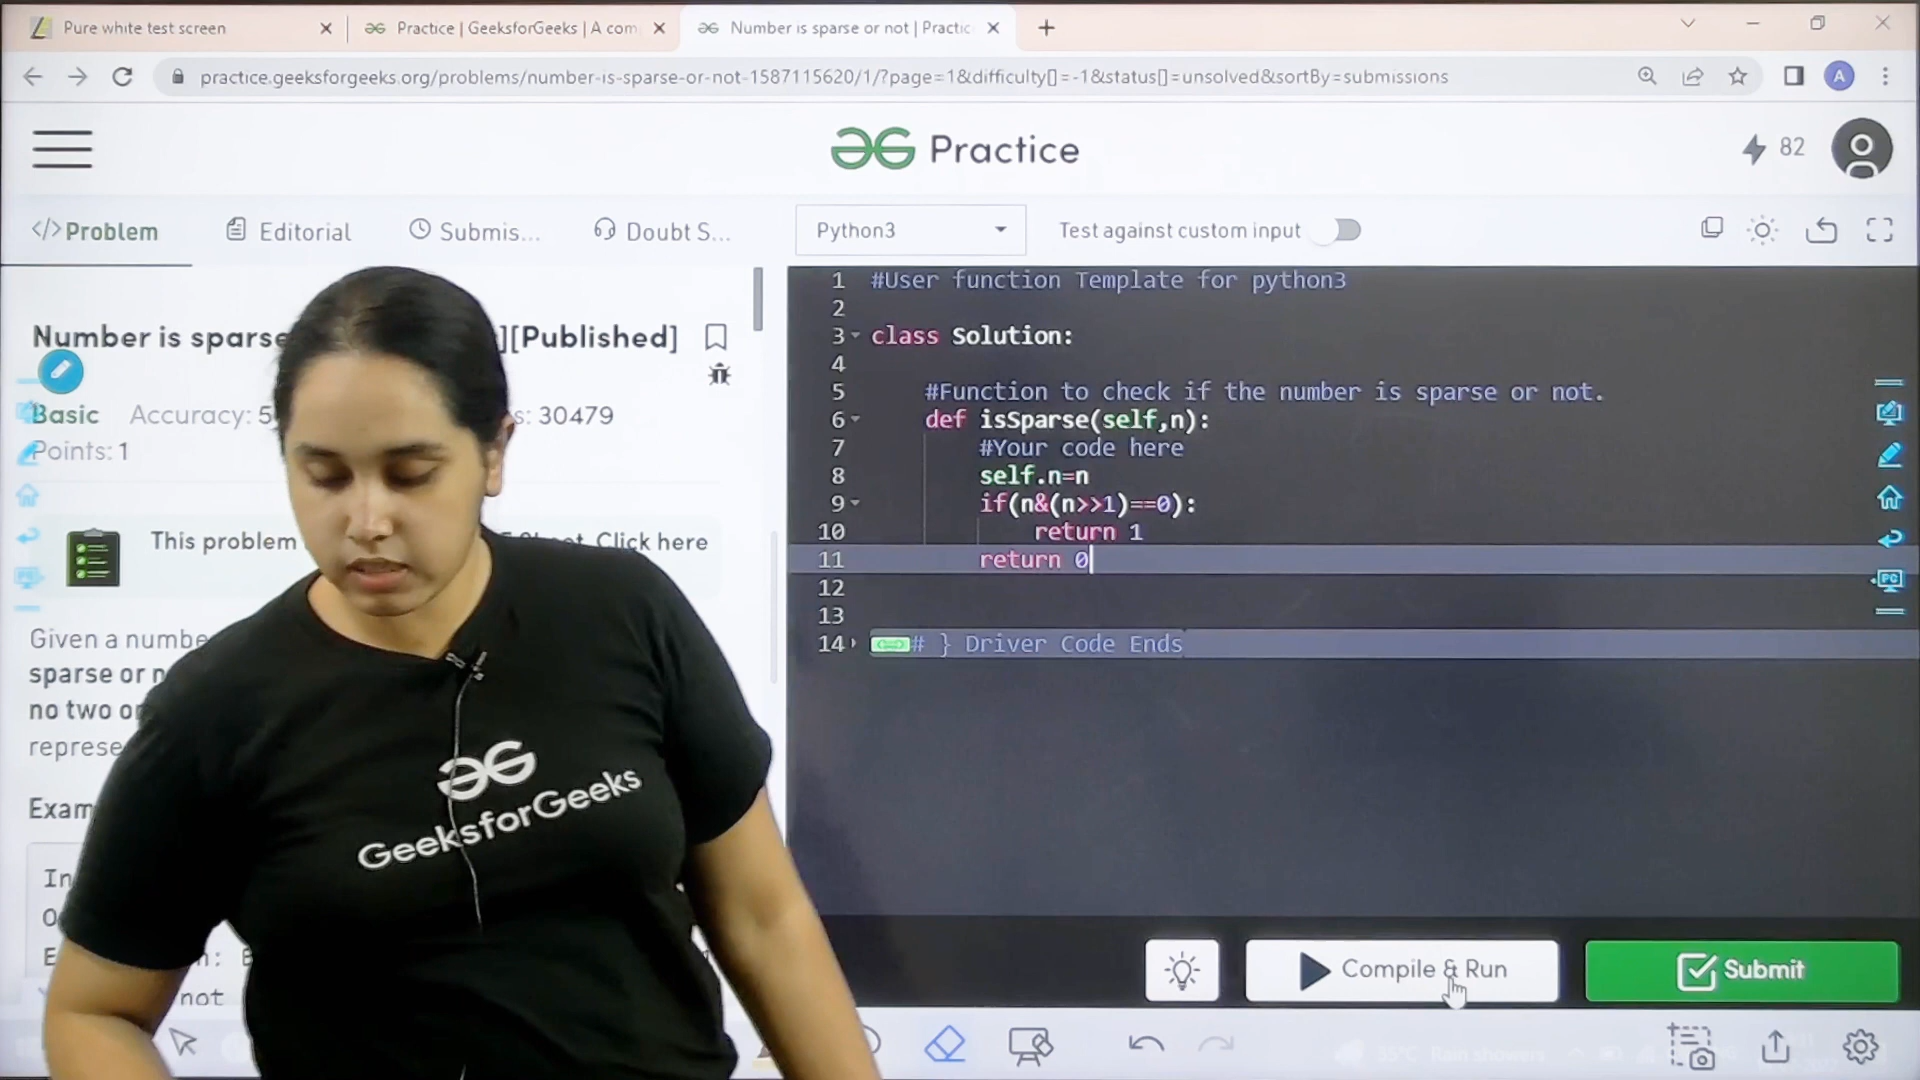 Pure white test screen
Practice | GeeksforGeeks | A com
Number is sparse or not | Practic
practice.geeksforgeeks.org/problems/number-is-sparse-or-not-1587115620/1/?page=1&difficulty[]=-1&status[]=unsolved&sortBy=submissions
A
Practice
82
</>Problem
Editorial
Submis...
Doubt S...
Python3
Test against custom input
Number is sparse
][Published]
Basic
Accuracy: 5
s: 30479
Points: 1
This problem
Click here
Given a numbe
sparse or n
no two or
represe
Exam
In
O
E
n:
not
1 #User function Template for python3
2
3 class Solution:
4
5 #Function to check if the number is sparse or not.
6 def isSparse(self,n):
7 #Your code here
8 self.n=n
9 if(n&(n>>1)==0):
10 return 1
11 return 0
12
13
14 # } Driver Code Ends
GeeksforGeeks
Compile & Run
Submit
PC
35°C Rain showers